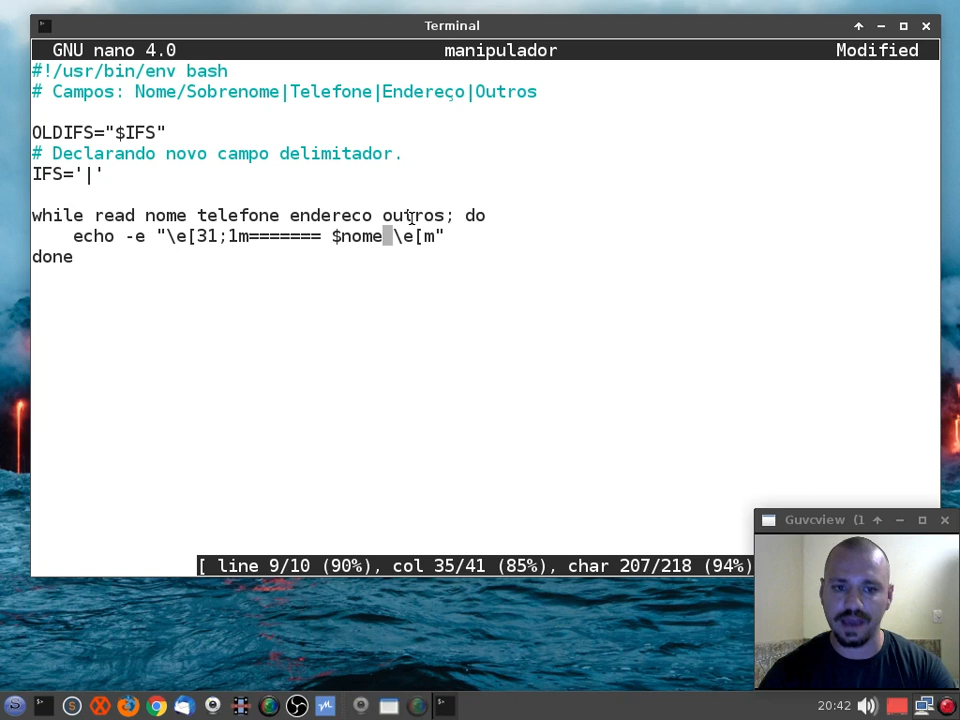 Terminal
GNU nano 4.0 manipulador Modified
#!/usr/bin/env bash
# Campos: Nome/Sobrenome|Telefone|Endereço|Outros
OLDIFS="$IFS"
# Declarando novo campo delimitador.
IFS='|'
while read nome telefone endereco outros; do
echo -e "\e[31;1m======= $nome \e[m"
done
[ line 9/10 (90%), col 35/41 (85%), char 207/218 (94%)
Guvcview (1
20:42